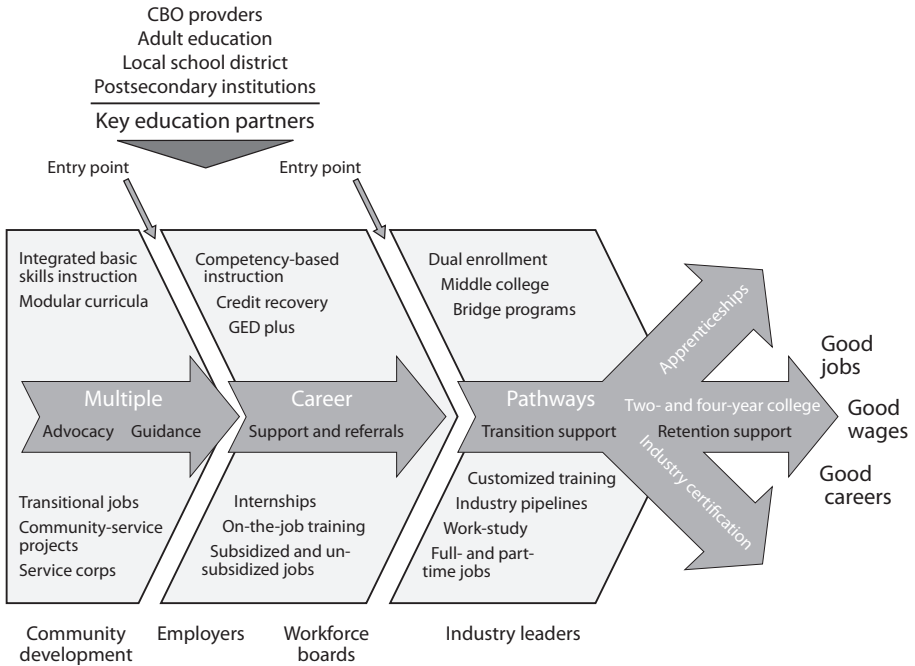 CBO provders
Adult education
Local school district
Postsecondary institutions
Key education partners
Entry point
Entry point
Integrated basic
skills instruction
Modular curricula
Competency-based
instruction
Credit recovery
GED plus
Dual enrollment
Middle college
Bridge programs
Multiple
Advocacy Guidance
Career
Support and referrals
Pathways
Transition support
Apprenticeships
Two- and four-year college
Retention support
Industry certification
Good
jobs
Good
wages
Good
careers
Transitional jobs
Community-service
projects
Service corps
Internships
On-the-job training
Subsidized and un-
subsidized jobs
Customized training
Industry pipelines
Work-study
Full- and part-
time jobs
Community
development
Employers
Workforce
boards
Industry leaders